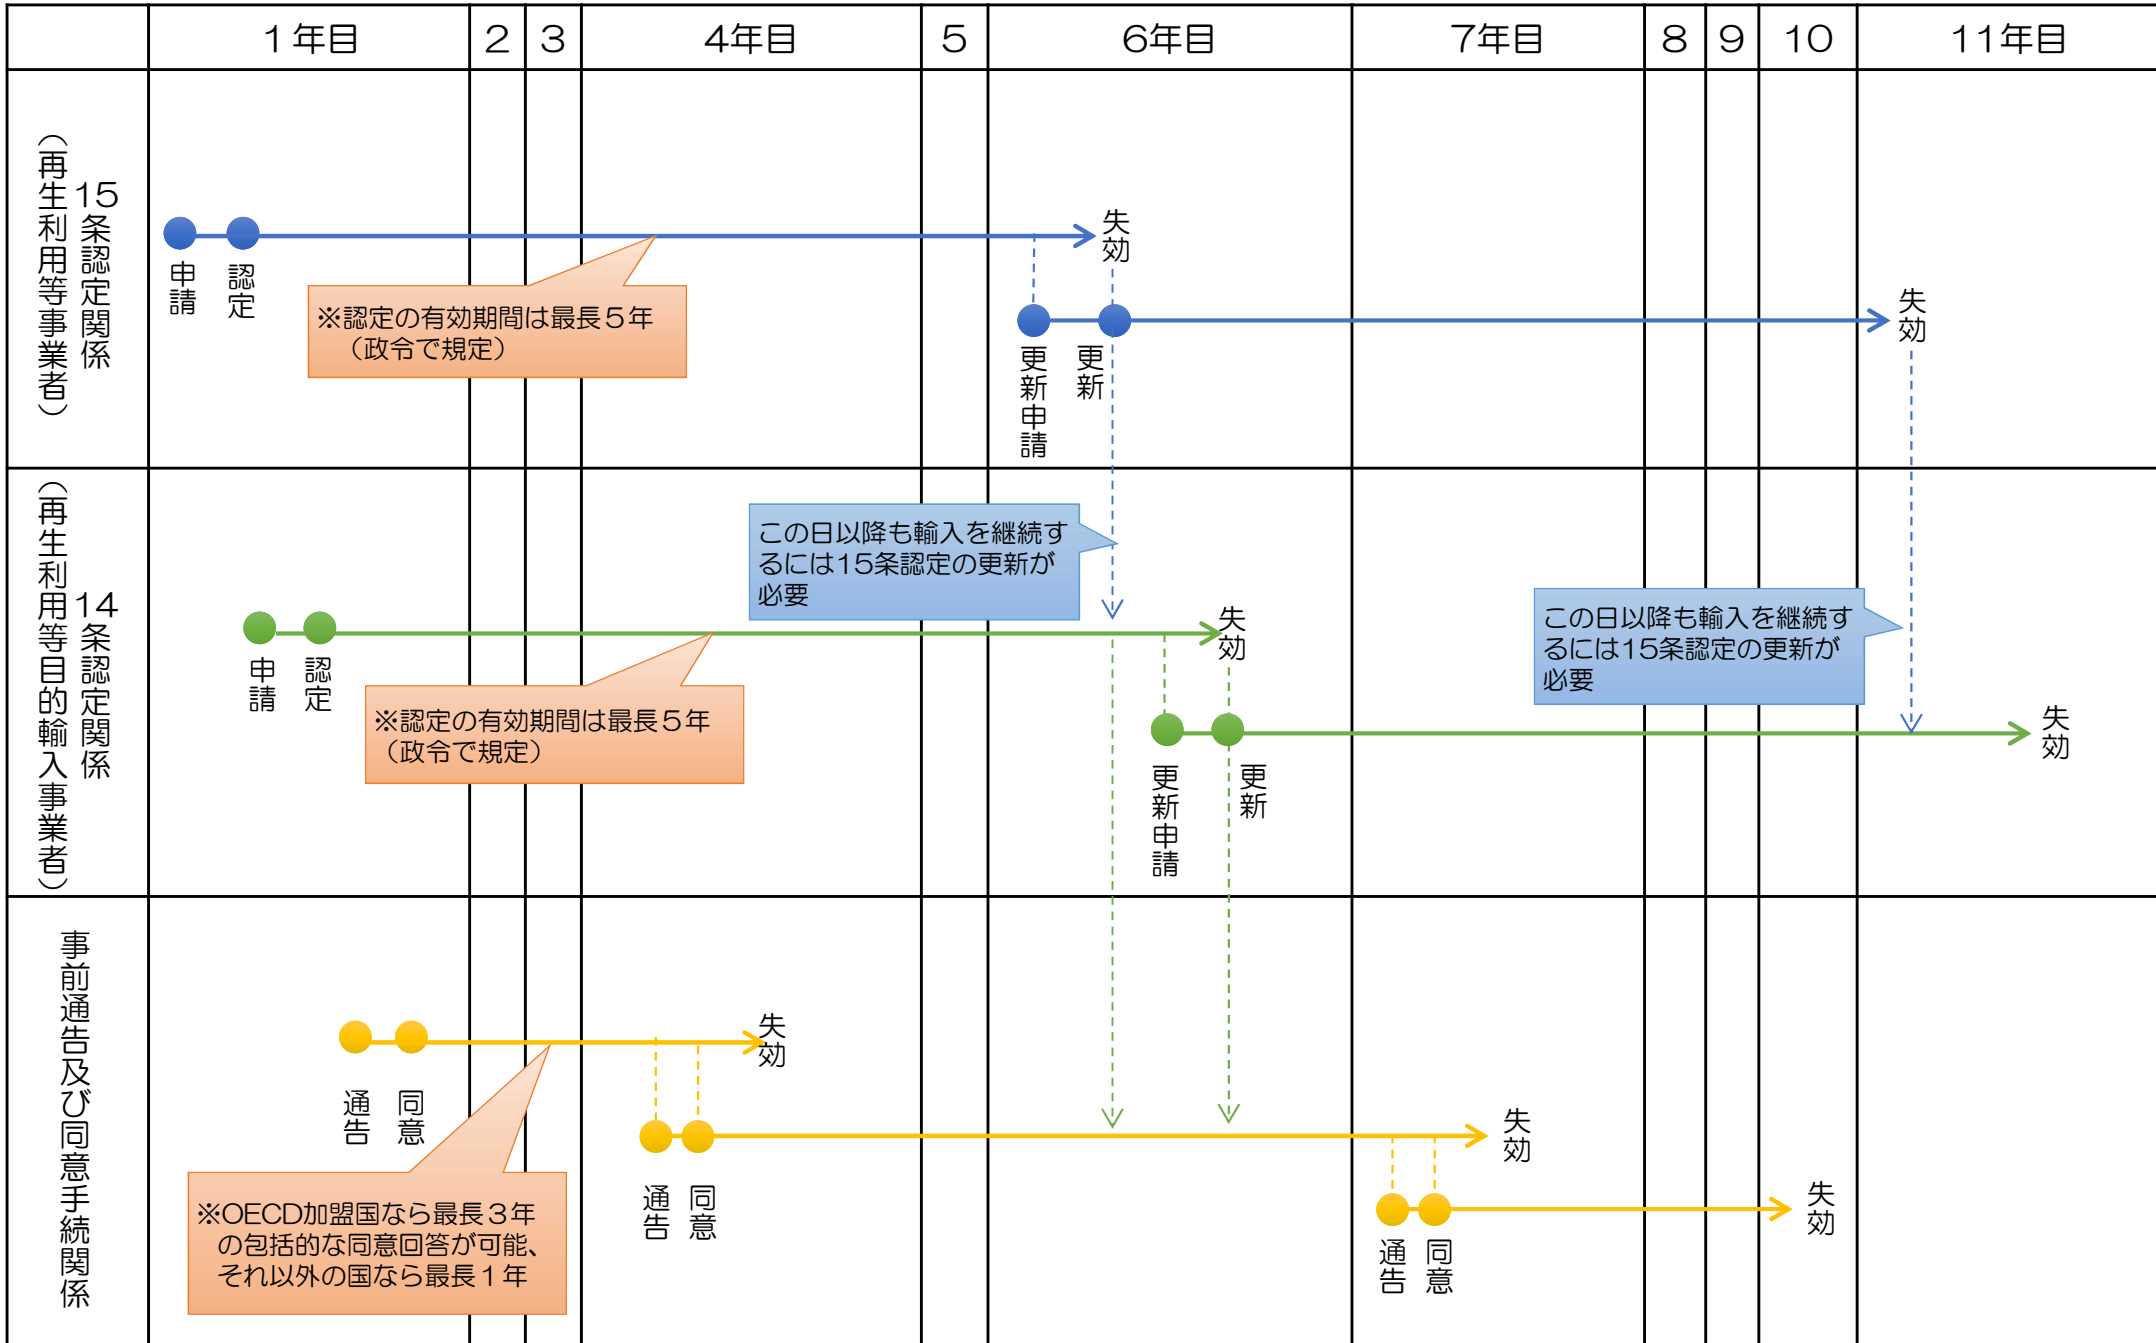 1年目
2
3
4年目
5
6年目
7年目
8
9
10
11年目
15条認定関係
(再生利用等事業者)
申請
認定
※認定の有効期間は最長5年
(政令で規定)
失効
更新申請
更新
失効
14条認定関係
(再生利用等目的輸入事業者)
申請
認定
※認定の有効期間は最長5年
(政令で規定)
この日以降も輸入を継続す
るには15条認定の更新が
必要
失効
更新申請
更新
この日以降も輸入を継続す
るには15条認定の更新が
必要
失効
事前通告及び同意手続関係
通告
同意
※OECD加盟国なら最長3年
の包括的な同意回答が可能、
それ以外の国なら最長1年
失効
通告
同意
失効
通告
同意
失効